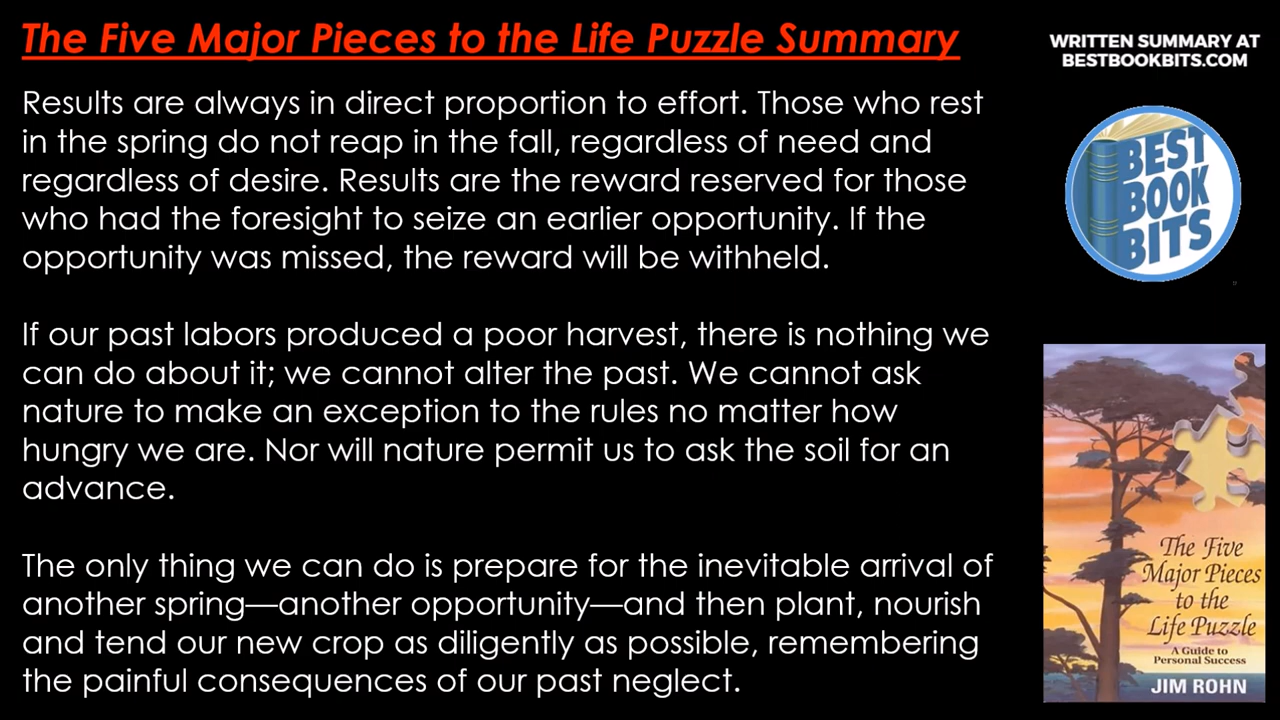 The Five Major Pieces to the Life Puzzle Summary
Results are always in direct proportion to effort. Those who rest
in the spring do not reap in the fall, regardless of need and
regardless of desire. Results are the reward reserved for those
who had the foresight to seize an earlier opportunity. If the
opportunity was missed, the reward will be withheld.
If our past labors produced a poor harvest, there is nothing we
can do about it; we cannot alter the past. We cannot ask
nature to make an exception to the rules no matter how
hungry we are. Nor will nature permit us to ask the soil for an
advance.
The only thing we can do is prepare for the inevitable arrival of
another spring—another opportunity—and then plant, nourish
and tend our new crop as diligently as possible, remembering
the painful consequences of our past neglect.
WRITTEN SUMMARY AT
BESTBOOKBITS.COM
BEST
BOOK
BITS
The Five
Major Pieces
to the
Life Puzzle
A Guide to
Personal Success
JIM ROHN